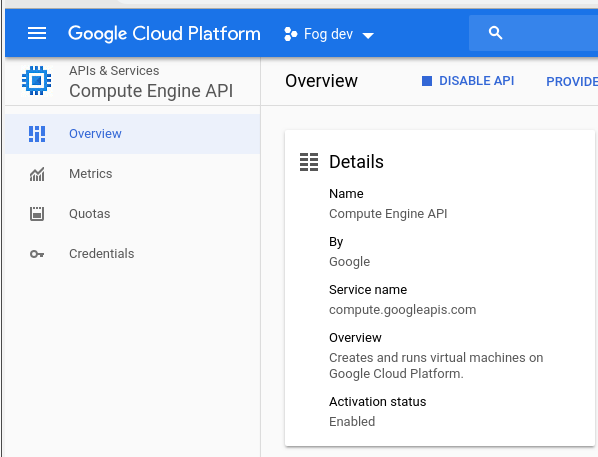 Google Cloud Platform
Fog dev
APIs & Services
Compute Engine API
Overview
DISABLE API
PROVIDE
Overview
Metrics
Quotas
Credentials
Details
Name
Compute Engine API
By
Google
Service name
compute.googleapis.com
Overview
Creates and runs virtual machines on
Google Cloud Platform.
Activation status
Enabled